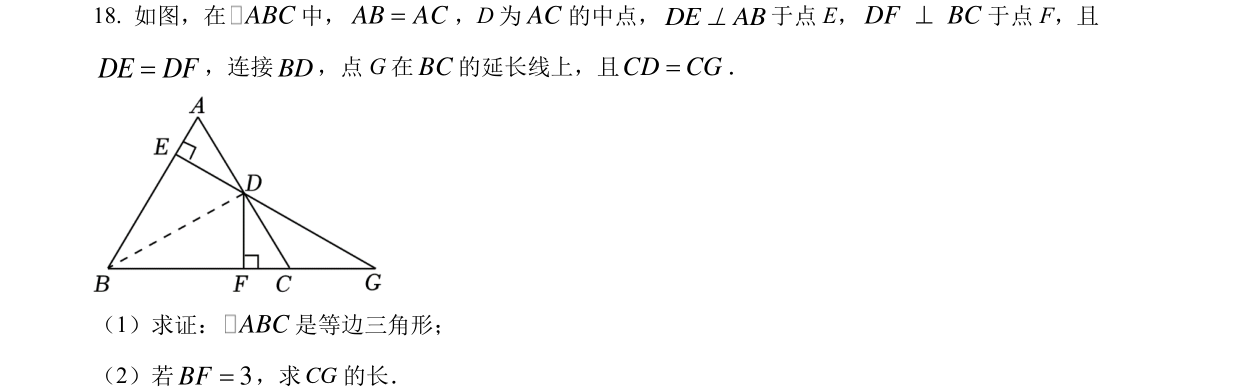 18. 如图，在▯ABC中，AB=AC，D为AC的中点，DE⊥AB于点E，DF ⊥ BC于点F，且
DE=DF，连接BD，点G在BC的延长线上，且CD=CG．
A
E
D
B
F
C
G
（1）求证：▯ABC是等边三角形；
（2）若BF=3，求CG的长．